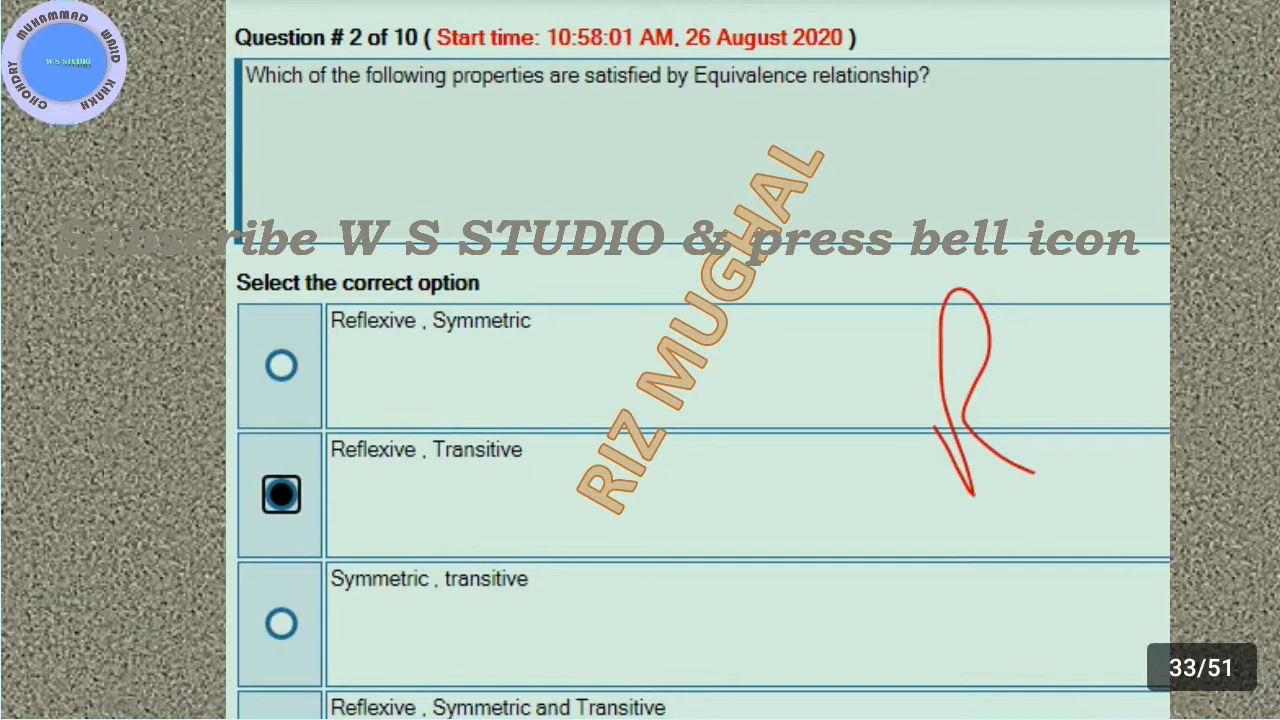 MUHAMMAD WAJID KHAKH CHOHDRY
W S STUDIO
Question # 2 of 10 ( Start time: 10:58:01 AM, 26 August 2020 )
Which of the following properties are satisfied by Equivalence relationship?
Subscribe W S STUDIO & press bell icon
RIZ MUGHAL
Select the correct option
Reflexive , Symmetric
R
Reflexive , Transitive
Symmetric , transitive
33/51
Reflexive , Symmetric and Transitive